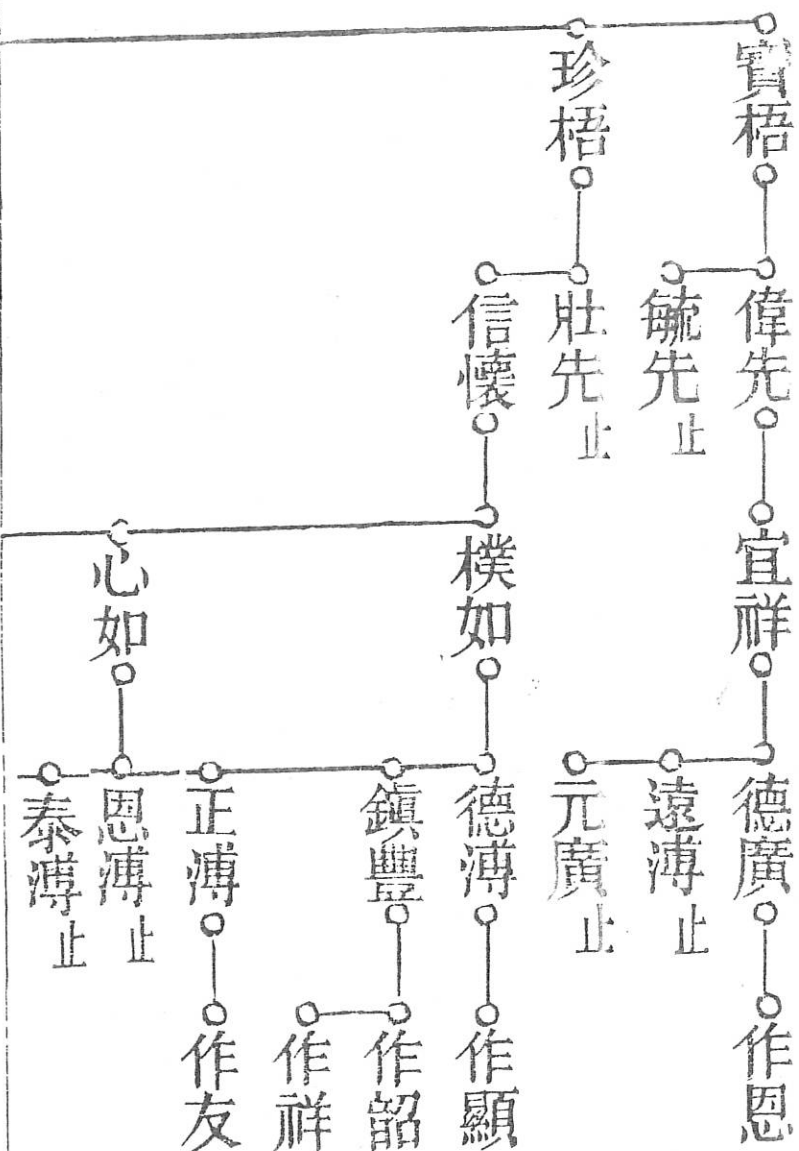 寶梧
珍梧
偉先
毓先止
壯先止
信懷
宜祥
樸如
心如
德廣
遠溥止
元廣止
德溥
鎮豐
正溥
恩溥止
泰溥止
作恩
作顯
作韶
作祥
作友